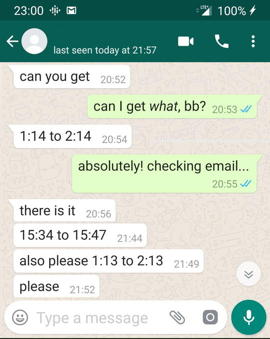 23:00 100%
last seen today at 21:57
can you get 20:52
can I get what, bb? 20:53
1:14 to 2:14 20:54
absolutely! checking email...
20:55
there is it 20:56
15:34 to 15:47 21:44
also please 1:13 to 2:13 21:49
please 21:52
Type a message